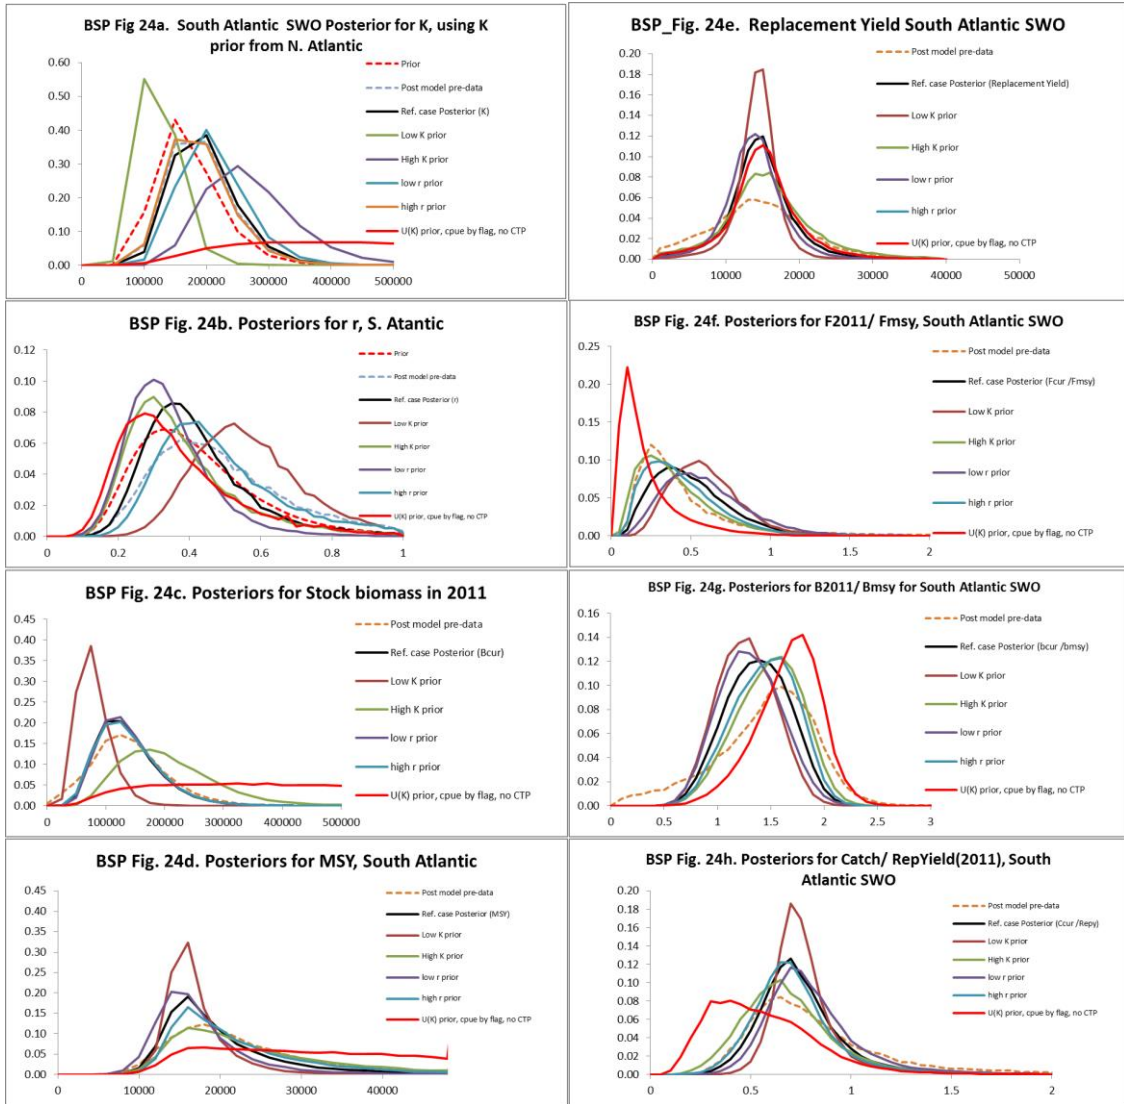 BSP Fig 24a. South Atlantic SWO Posterior for K, using K
prior from N. Atlantic
0.60
0.50
0.40
0.30
0.20
0.10
0.00
0
100000
200000
300000
400000
500000
Prior
Post model pre-data
Ref. case Posterior (K)
Low K prior
High K prior
low r prior
high r prior
U(K) prior, cpue by flag, no CTP
BSP_Fig. 24e. Replacement Yield South Atlantic SWO
0.20
0.18
0.16
0.14
0.12
0.10
0.08
0.06
0.04
0.02
0.00
0
10000
20000
30000
40000
50000
Post model pre-data
Ref. case Posterior (Replacement Yield)
Low K prior
High K prior
low r prior
high r prior
U(K) prior, cpue by flag, no CTP
BSP Fig. 24b. Posteriors for r, S. Atantic
0.12
0.10
0.08
0.06
0.04
0.02
0.00
0
0.2
0.4
0.6
0.8
1
Prior
Post model pre-data
Ref. case Posterior (r)
Low K prior
High K prior
low r prior
high r prior
U(K) prior, cpue by flag, no CTP
BSP Fig. 24f. Posteriors for F2011/ Fmsy, South Atlantic SWO
0.25
0.20
0.15
0.10
0.05
0.00
0
0.5
1
1.5
2
Post model pre-data
Ref. case Posterior (Fcur /Fmsy)
Low K prior
High K prior
low r prior
high r prior
U(K) prior, cpue by flag, no CTP
BSP Fig. 24c. Posteriors for Stock biomass in 2011
0.45
0.40
0.35
0.30
0.25
0.20
0.15
0.10
0.05
0.00
0
100000
200000
300000
400000
500000
Post model pre-data
Ref. case Posterior (Bcur)
Low K prior
High K prior
low r prior
high r prior
U(K) prior, cpue by flag, no CTP
BSP Fig. 24g. Posteriors for B2011/ Bmsy for South Atlantic SWO
0.16
0.14
0.12
0.10
0.08
0.06
0.04
0.02
0.00
0
0.5
1
1.5
2
2.5
3
Post model pre-data
Ref. case Posterior (bcur /bmsy)
Low K prior
High K prior
low r prior
high r prior
U(K) prior, cpue by flag, no CTP
BSP Fig. 24d. Posteriors for MSY, South Atlantic
0.45
0.40
0.35
0.30
0.25
0.20
0.15
0.10
0.05
0.00
0
10000
20000
30000
40000
Post model pre-data
Ref. case Posterior (MSY)
Low K prior
High K prior
low r prior
high r prior
U(K) prior, cpue by flag, no CTP
BSP Fig. 24h. Posteriors for Catch/ RepYield(2011), South
Atlantic SWO
0.20
0.18
0.16
0.14
0.12
0.10
0.08
0.06
0.04
0.02
0.00
0
0.5
1
1.5
2
Post model pre-data
Ref. case Posterior (Ccur /Repy)
Low K prior
High K prior
low r prior
high r prior
U(K) prior, cpue by flag, no CTP